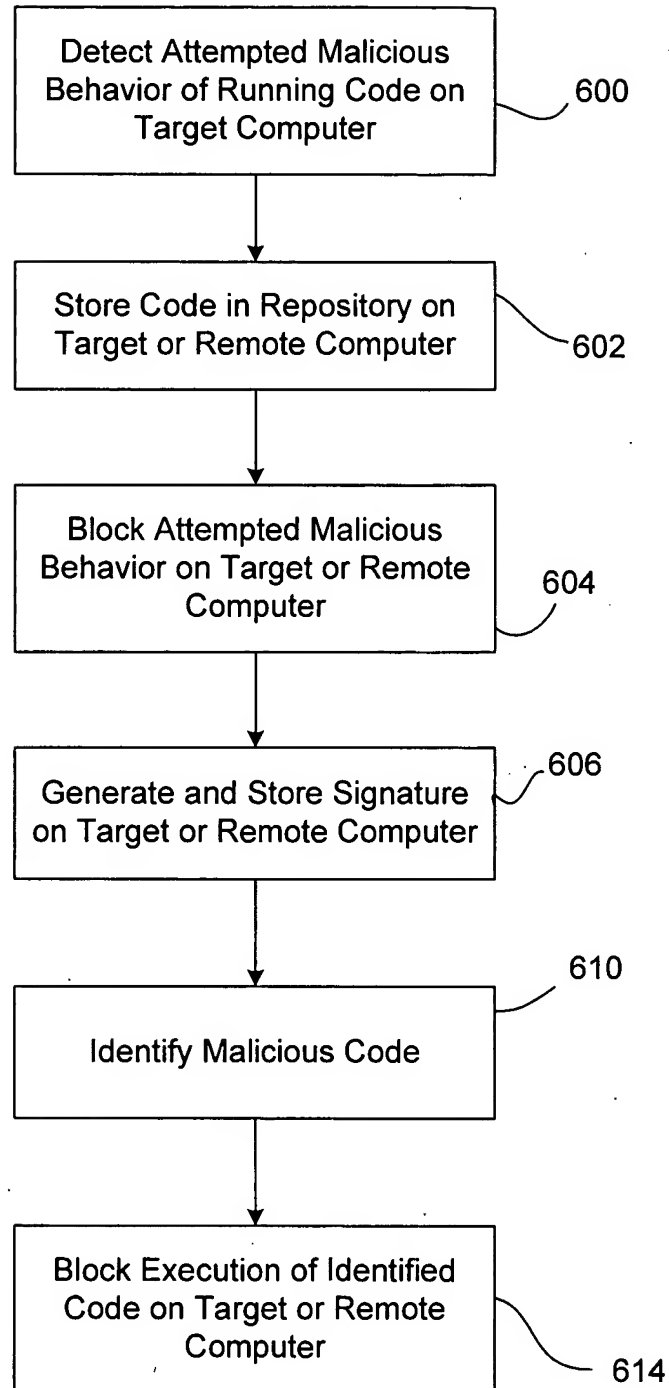 Detect Attempted Malicious
Behavior of Running Code on
Target Computer
600
Store Code in Repository on
Target or Remote Computer
602
Block Attempted Malicious
Behavior on Target or Remote
Computer
604
Generate and Store Signature
on Target or Remote Computer
606
Identify Malicious Code
610
Block Execution of Identified
Code on Target or Remote
Computer
614